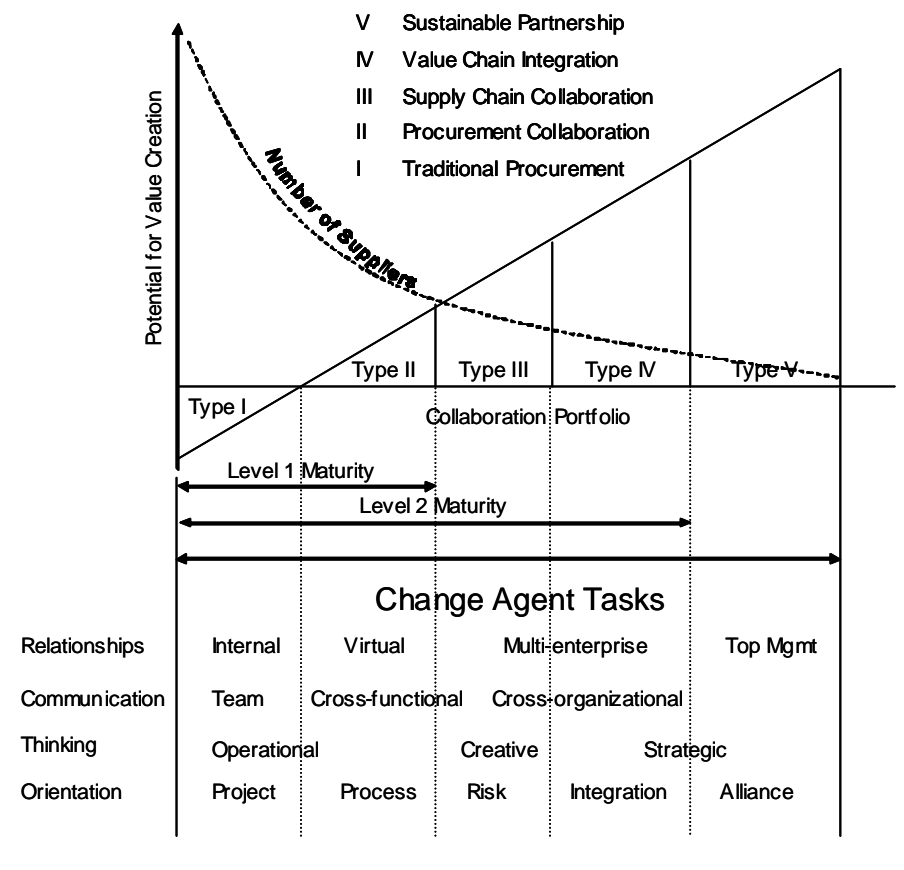 V Sustainable Partnership
IV Value Chain Integration
III Supply Chain Collaboration
II Procurement Collaboration
I Traditional Procurement
Potential for Value Creation
Number of Suppliers
Type II Type III Type IV Type V
Type I
Collaboration Portfolio
Level 1 Maturity
Level 2 Maturity
Change Agent Tasks
Relationships Internal Virtual Multi-enterprise Top Mgmt
Communication Team Cross-functional Cross-organizational
Thinking Operational Creative Strategic
Orientation Project Process Risk Integration Alliance